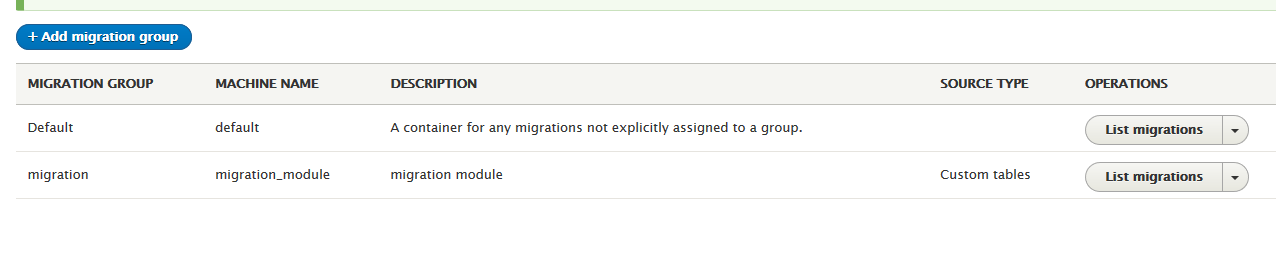 + Add migration group
MIGRATION GROUP MACHINE NAME DESCRIPTION SOURCE TYPE OPERATIONS
Default default A container for any migrations not explicitly assigned to a group. List migrations
migration migration_module migration module Custom tables List migrations